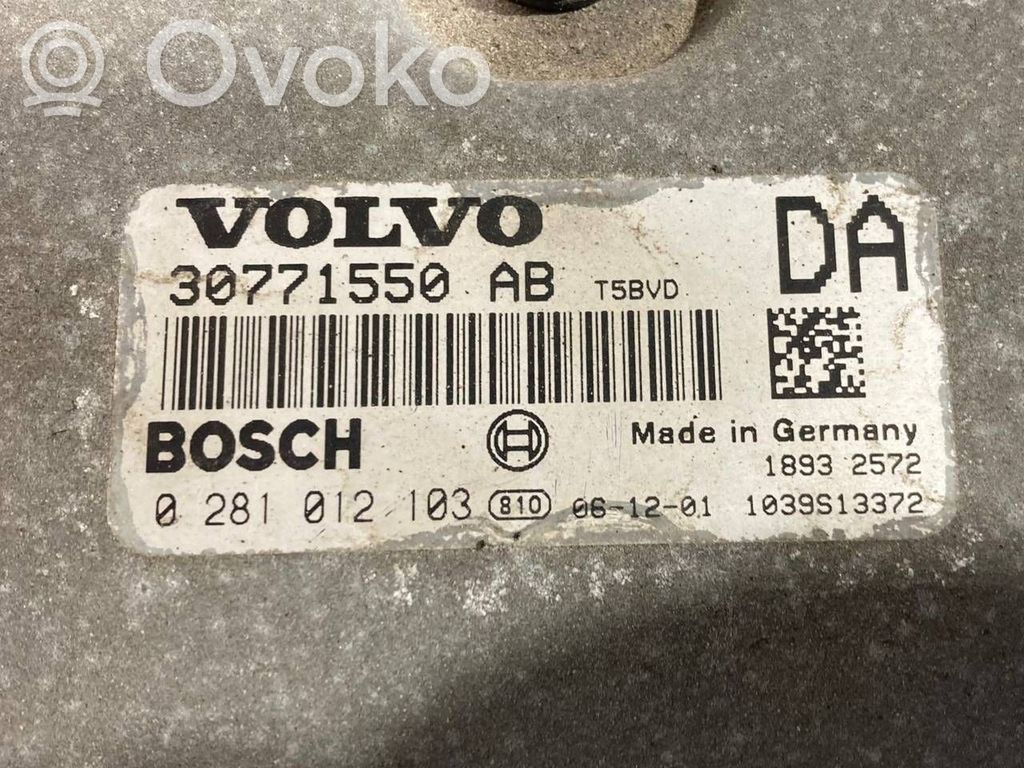 Ovoko
VOLVO
30771550 AB T5BVD
DA
BOSCH
Made in Germany
1893 2572
0 281 012 103 810 06-12-01 1039S13372